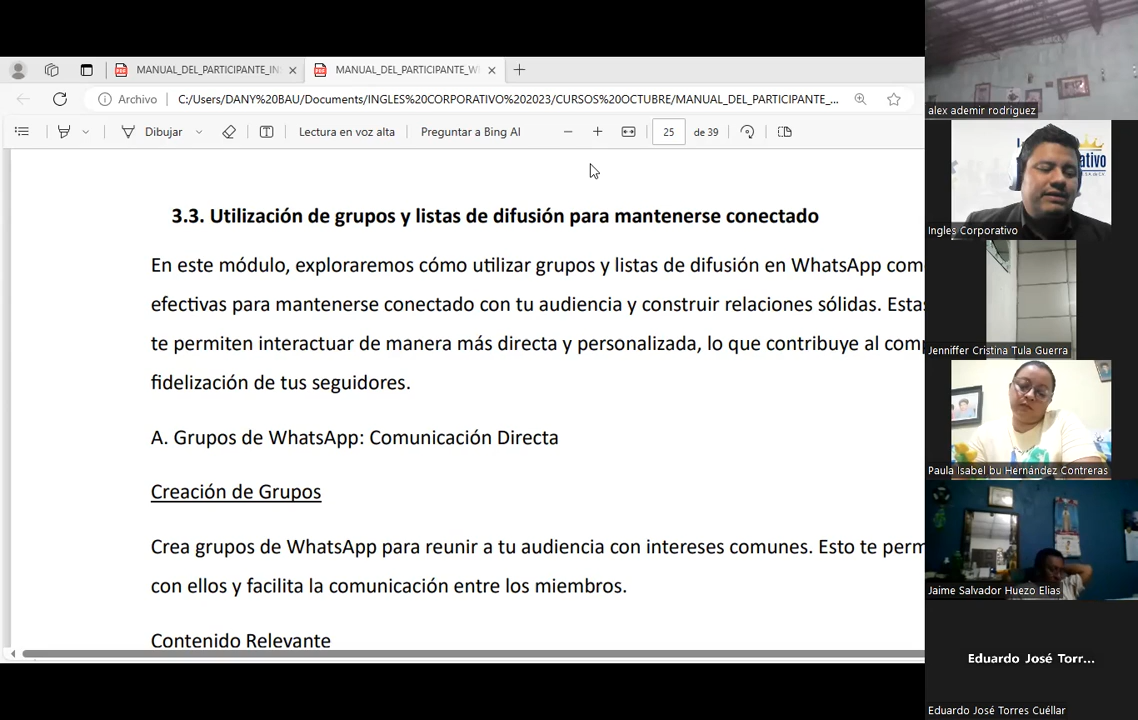 MANUAL_DEL_PARTICIPANTE_IN
MANUAL_DEL_PARTICIPANTE_W
Archivo
C:/Users/DANY%20BAU/Documents/INGLES%20CORPORATIVO%202023/CURSOS%20OCTUBRE/MANUAL_DEL_PARTICIPANTE_...
Dibujar
Lectura en voz alta
Preguntar a Bing AI
25
de 39
3.3. Utilización de grupos y listas de difusión para mantenerse conectado
En este módulo, exploraremos cómo utilizar grupos y listas de difusión en WhatsApp com
efectivas para mantenerse conectado con tu audiencia y construir relaciones sólidas. Estas
te permiten interactuar de manera más directa y personalizada, lo que contribuye al com
fidelización de tus seguidores.
A. Grupos de WhatsApp: Comunicación Directa
Creación de Grupos
Crea grupos de WhatsApp para reunir a tu audiencia con intereses comunes. Esto te perm
con ellos y facilita la comunicación entre los miembros.
Contenido Relevante
alex ademir rodriguez
ativo
Ingles Corporativo
Jenniffer Cristina Tula Guerra
Paula Isabel bu Hernández Contreras
Jaime Salvador Huezo Elias
Eduardo José Torr...
Eduardo José Torres Cuéllar